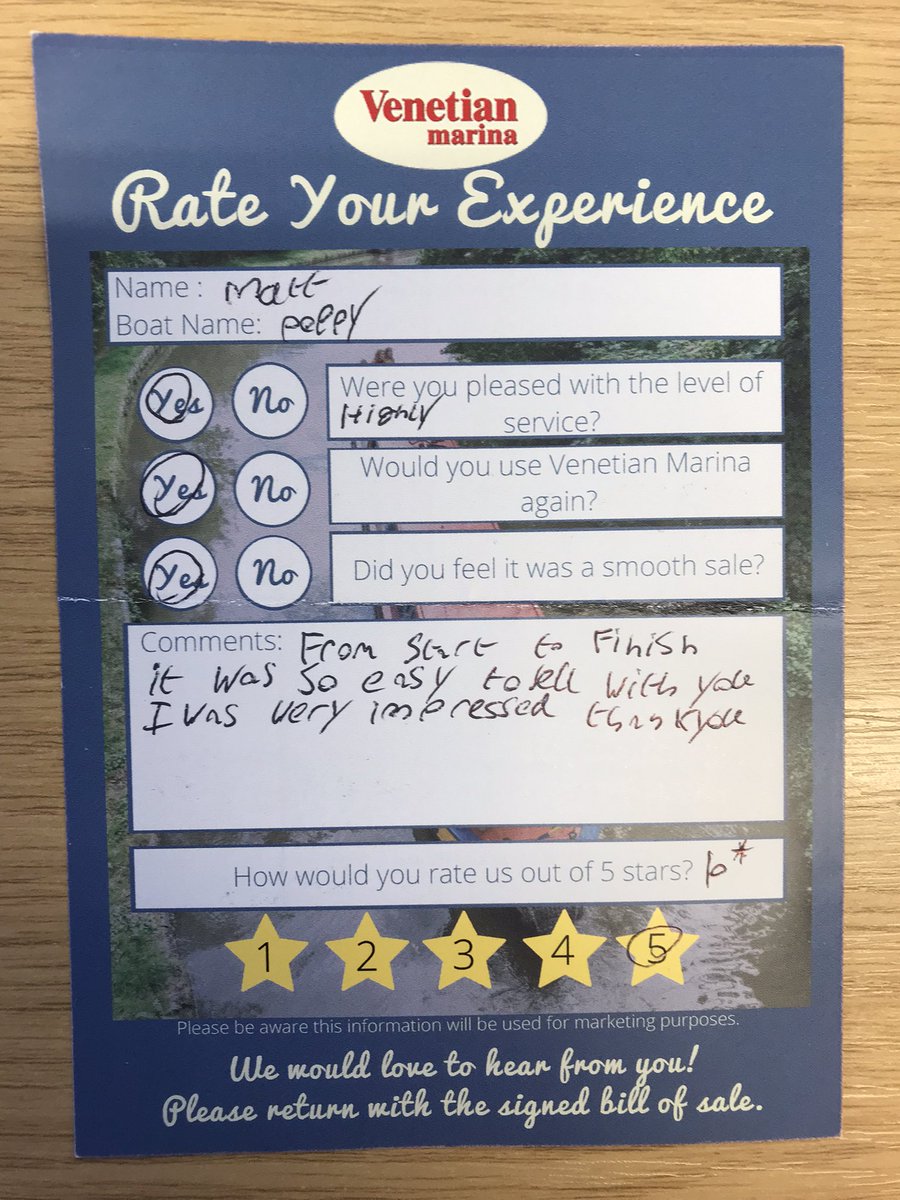 Venetian
marina
Rate Your Experience
Name : Matt
Boat Name: Peppy
Yes No Were you pleased with the level of
Highly service?
Yes No Would you use Venetian Marina
again?
Yes No Did you feel it was a smooth sale?
Comments: From start to Finish
it was so easy to sell with you
I was very impressed thankyou
How would you rate us out of 5 stars? 6*
1 2 3 4 5
Please be aware this information will be used for marketing purposes.
We would love to hear from you!
Please return with the signed bill of sale.